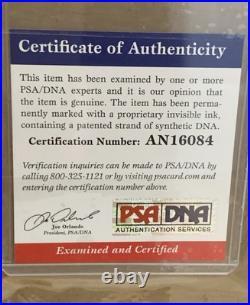 Certificate of Authenticity
This item has been examined by one or more
PSA/DNA experts and it is our opinion that
the item is genuine. The item has been perma-
nently marked with a proprietary invisible ink,
containing a patented strand of synthetic DNA.
Certification Number: AN16084
Verification inquiries can be made to PSA/DNA by
calling 800-325-1121 or by visiting psacard.com and
entering the certification number above.
Joe Orlando
President, PSA/DNA
PSA DNA
AUTHENTICATION SERVICES
Examined and Certified